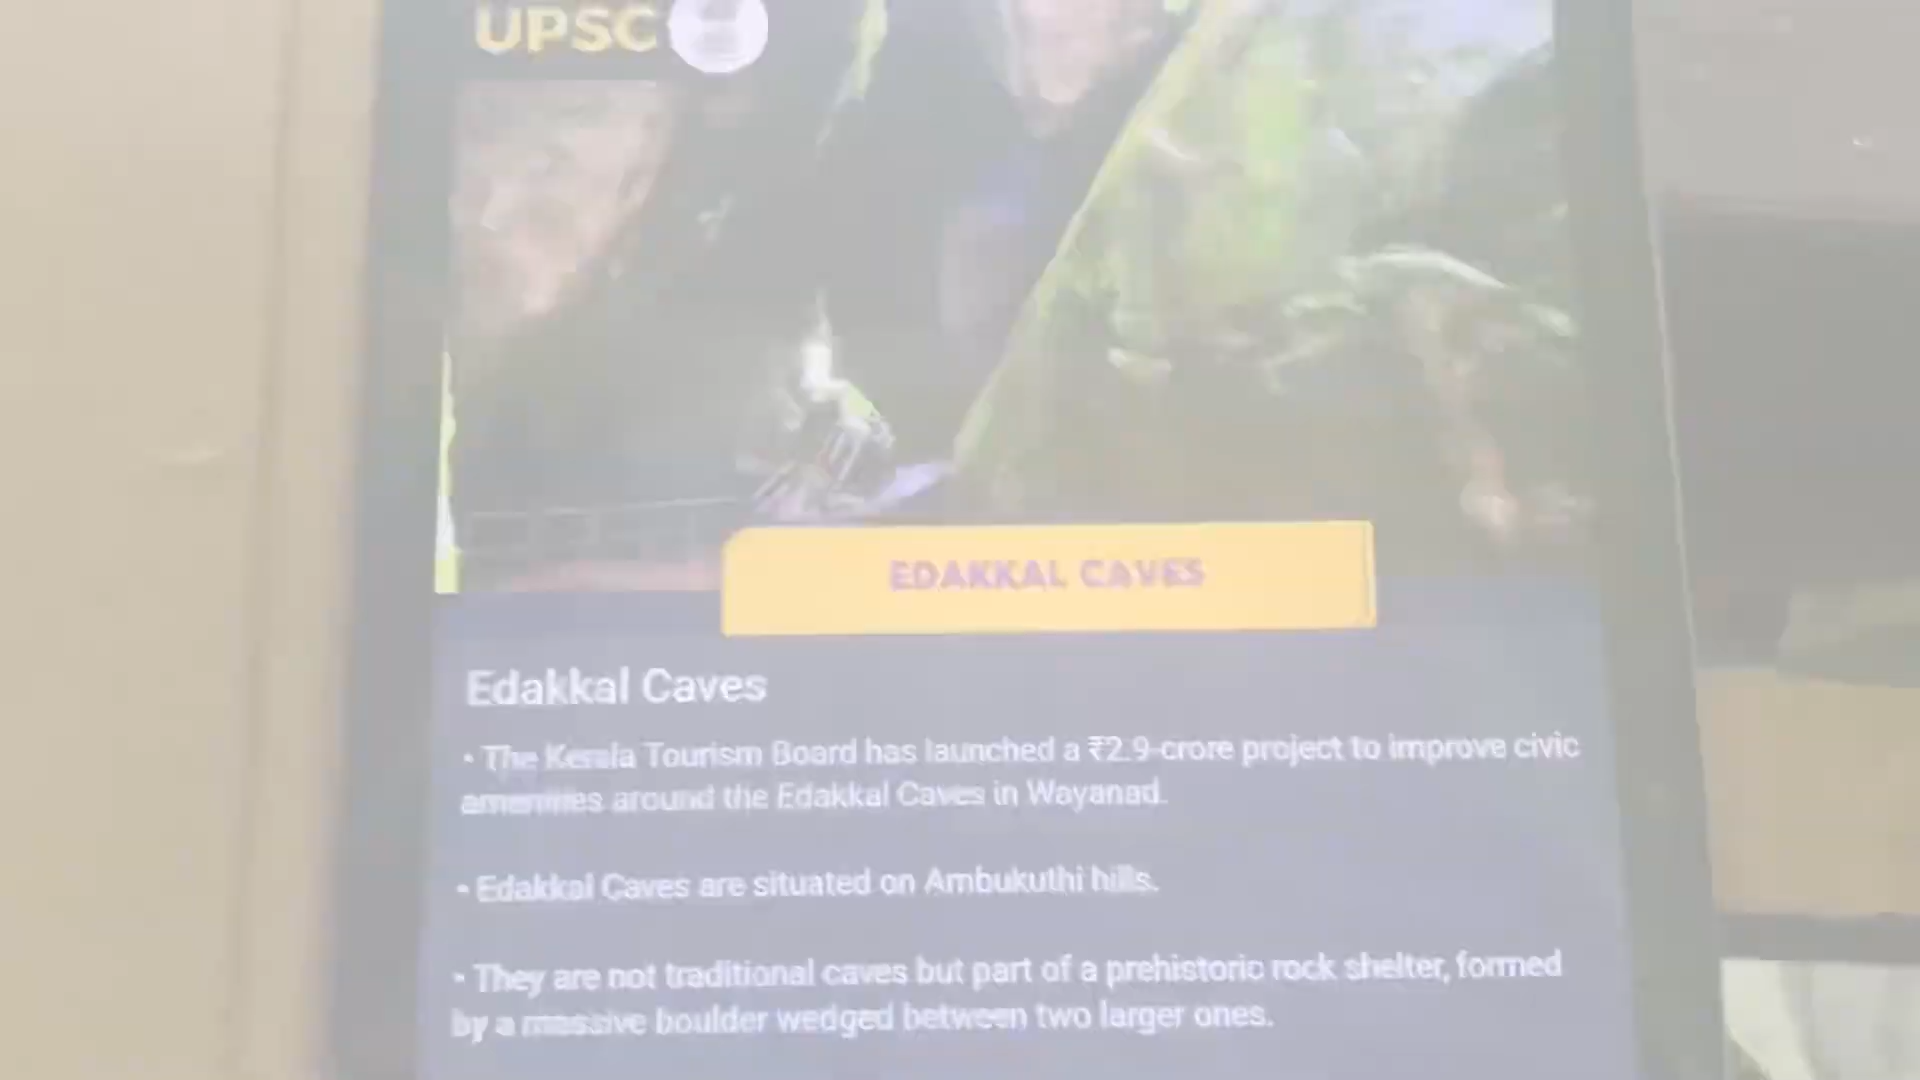 UPSC
EDAKKAL CAVES
Edakkal Caves
• The Kerala Tourism Board has launched a ₹2.9-crore project to improve civic
amenities around the Edakkal Caves in Wayanad.
• Edakkal Caves are situated on Ambukuthi hills.
• They are not traditional caves but part of a prehistoric rock shelter, formed
by a massive boulder wedged between two larger ones.